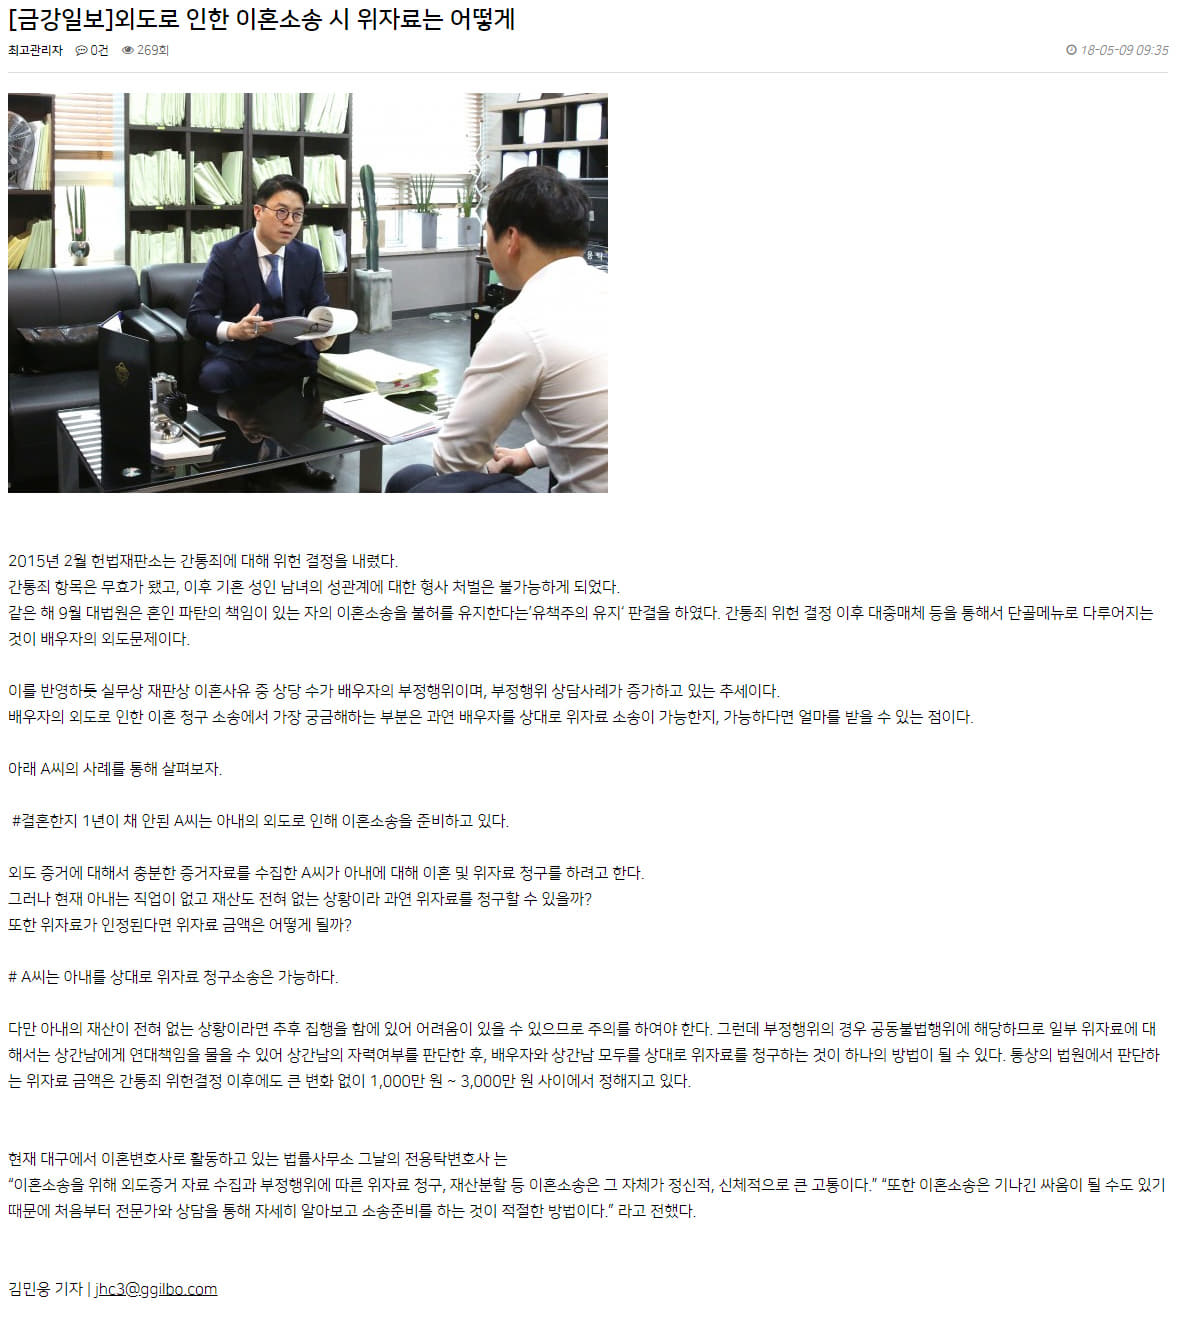 [금강일보]외도로 인한 이혼소송 시 위자료는 어떻게
최고관리자 0건 269회 18-05-09 09:35
2015년 2월 헌법재판소는 간통죄에 대해 위헌 결정을 내렸다.
간통죄 항목은 무효가 됐고, 이후 기혼 성인 남녀의 성관계에 대한 형사 처벌은 불가능하게 되었다.
같은 해 9월 대법원은 혼인 파탄의 책임이 있는 자의 이혼소송을 불허를 유지한다는‘유책주의 유지‘ 판결을 하였다. 간통죄 위헌 결정 이후 대중매체 등을 통해서 단골메뉴로 다루어지는
것이 배우자의 외도문제이다.
이를 반영하듯 실무상 재판상 이혼사유 중 상당 수가 배우자의 부정행위이며, 부정행위 상담사례가 증가하고 있는 추세이다.
배우자의 외도로 인한 이혼 청구 소송에서 가장 궁금해하는 부분은 과연 배우자를 상대로 위자료 소송이 가능한지, 가능하다면 얼마를 받을 수 있는 점이다.
아래 A씨의 사례를 통해 살펴보자.
#결혼한지 1년이 채 안된 A씨는 아내의 외도로 인해 이혼소송을 준비하고 있다.
외도 증거에 대해서 충분한 증거자료를 수집한 A씨가 아내에 대해 이혼 및 위자료 청구를 하려고 한다.
그러나 현재 아내는 직업이 없고 재산도 전혀 없는 상황이라 과연 위자료를 청구할 수 있을까?
또한 위자료가 인정된다면 위자료 금액은 어떻게 될까?
# A씨는 아내를 상대로 위자료 청구소송은 가능하다.
다만 아내의 재산이 전혀 없는 상황이라면 추후 집행을 함에 있어 어려움이 있을 수 있으므로 주의를 하여야 한다. 그런데 부정행위의 경우 공동불법행위에 해당하므로 일부 위자료에 대
해서는 상간남에게 연대책임을 물을 수 있어 상간남의 자력여부를 판단한 후, 배우자와 상간남 모두를 상대로 위자료를 청구하는 것이 하나의 방법이 될 수 있다. 통상의 법원에서 판단하
는 위자료 금액은 간통죄 위헌결정 이후에도 큰 변화 없이 1,000만 원 ~ 3,000만 원 사이에서 정해지고 있다.
현재 대구에서 이혼변호사로 활동하고 있는 법률사무소 그날의 전용탁변호사 는
“이혼소송을 위해 외도증거 자료 수집과 부정행위에 따른 위자료 청구, 재산분할 등 이혼소송은 그 자체가 정신적, 신체적으로 큰 고통이다.” “또한 이혼소송은 기나긴 싸움이 될 수도 있기
때문에 처음부터 전문가와 상담을 통해 자세히 알아보고 소송준비를 하는 것이 적절한 방법이다.” 라고 전했다.
김민웅 기자 | jhc3@ggilbo.com